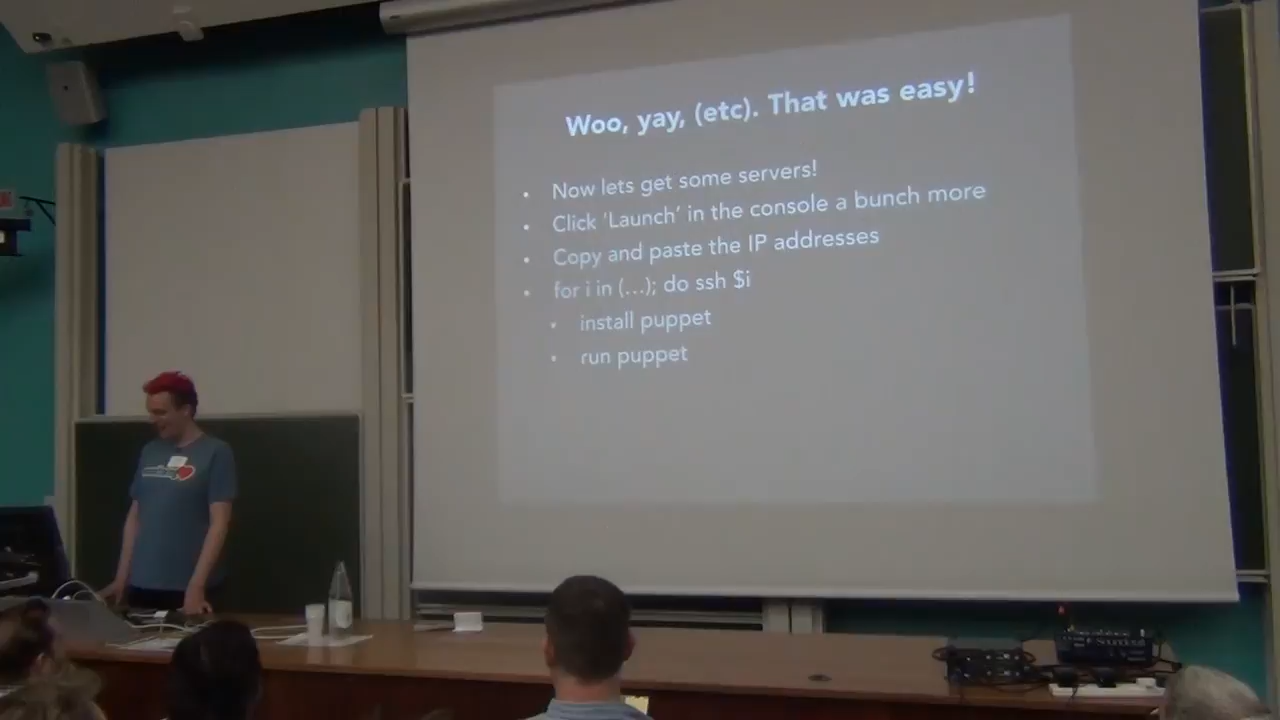 Woo, yay, (etc). That was easy!
• Now lets get some servers!
• Click ‘Launch’ in the console a bunch more
• Copy and paste the IP addresses
• for i in (…); do ssh $i
• install puppet
• run puppet